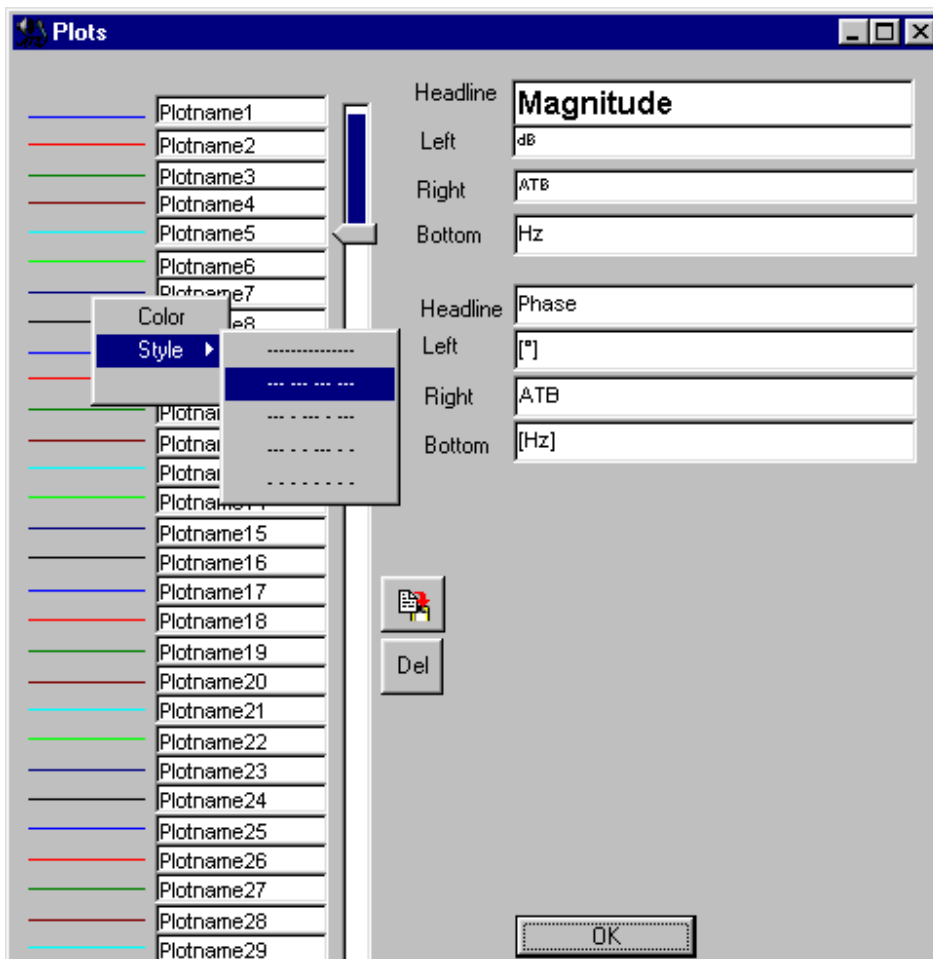 Plots
Plotname1
Plotname2
Plotname3
Plotname4
Plotname5
Plotname6
Plotname7
Color
Style
--------------
--- --- --- ---
--- - --- - ---
--- - - --- - -
- - - - - - - -
Plotname15
Plotname16
Plotname17
Plotname18
Plotname19
Plotname20
Plotname21
Plotname22
Plotname23
Plotname24
Plotname25
Plotname26
Plotname27
Plotname28
Plotname29
Headline Magnitude
Left dB
Right ATB
Bottom Hz
Headline Phase
Left [°]
Right ATB
Bottom [Hz]
Del
OK